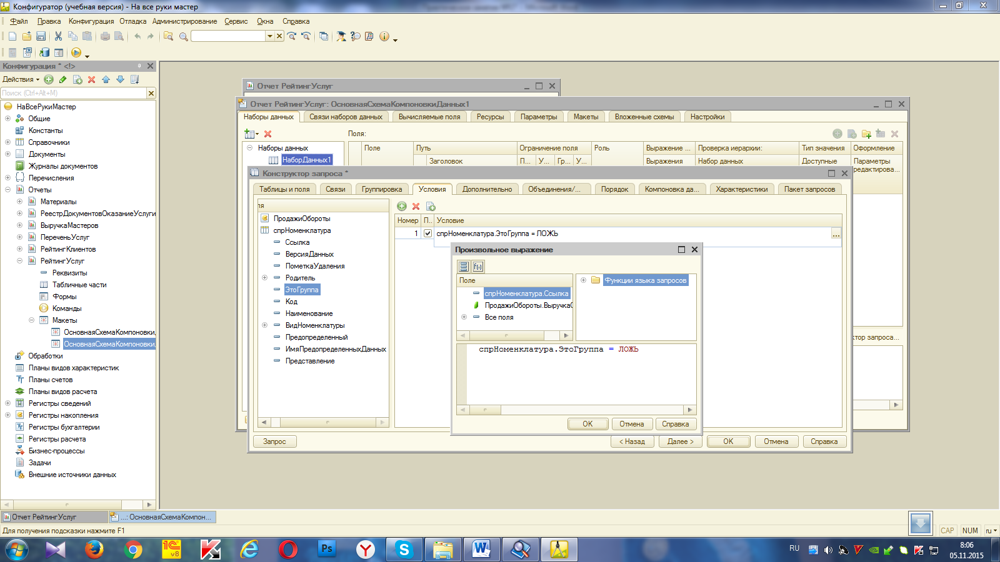 Конфигуратор (учебная версия) - На все руки мастер
Файл Правка Конфигурация Отладка Администрирование Сервис Окна Справка
Конфигурация * <!>
Действия
Поиск (Ctrl+Alt+M)
НаВсеРукиМастер
Общие
Константы
Справочники
Документы
Журналы документов
Перечисления
Отчеты
Материалы
РеестрДокументовОказаниеУслуги
ВыручкаМастеров
ПереченьУслуг
РейтингКлиентов
РейтингУслуг
Реквизиты
Табличные части
Формы
Команды
Макеты
ОсновнаяСхемаКомпоновки,
ОсновнаяСхемаКомпоновки,
Обработки
Планы видов характеристик
Планы счетов
Планы видов расчета
Регистры сведений
Регистры накопления
Регистры бухгалтерии
Регистры расчета
Бизнес-процессы
Задачи
Внешние источники данных
Отчет РейтингУслуг
Отчет РейтингУслуг: ОсновнаяСхемаКомпоновкиДанных1
Наборы данных Связи наборов данных Вычисляемые поля Ресурсы Параметры Макеты Вложенные схемы Настройки
Поля:
Наборы данных
НаборДанных1
Поле Путь Ограничение поля Роль Выражение ... Проверка иерархии: Тип значения Оформление
Заголовок П... У... Гр... У... Выражения Набор данных Доступные Параметры
редактирова...
ктор запроса...
Конструктор запроса *
Таблицы и поля Связи Группировка Условия Дополнительно Объединения/... Порядок Компоновка да... Характеристики Пакет запросов
ля
ПродажиОбороты
спрНоменклатура
Ссылка
ВерсияДанных
ПометкаУдаления
Родитель
ЭтоГруппа
Код
Наименование
ВидНоменклатуры
Предопределенный
ИмяПредопределенныхДанных
Представление
Номер П.. Условие
1 спрНоменклатура.ЭтоГруппа = ЛОЖЬ ...
Произвольное выражение
Поле
спрНоменклатура.Ссылка
ПродажиОбороты.ВыручкаО
Все поля
Функции языка запросов
спрНоменклатура.ЭтоГруппа = ЛОЖЬ
OK Отмена Справка
Запрос < Назад Далее > OK Отмена Справка
Отчет РейтингУслуг ...: ОсновнаяСхемаКомпон...
Для получения подсказки нажмите F1
CAP NUM ru
RU
8:06
05.11.2015